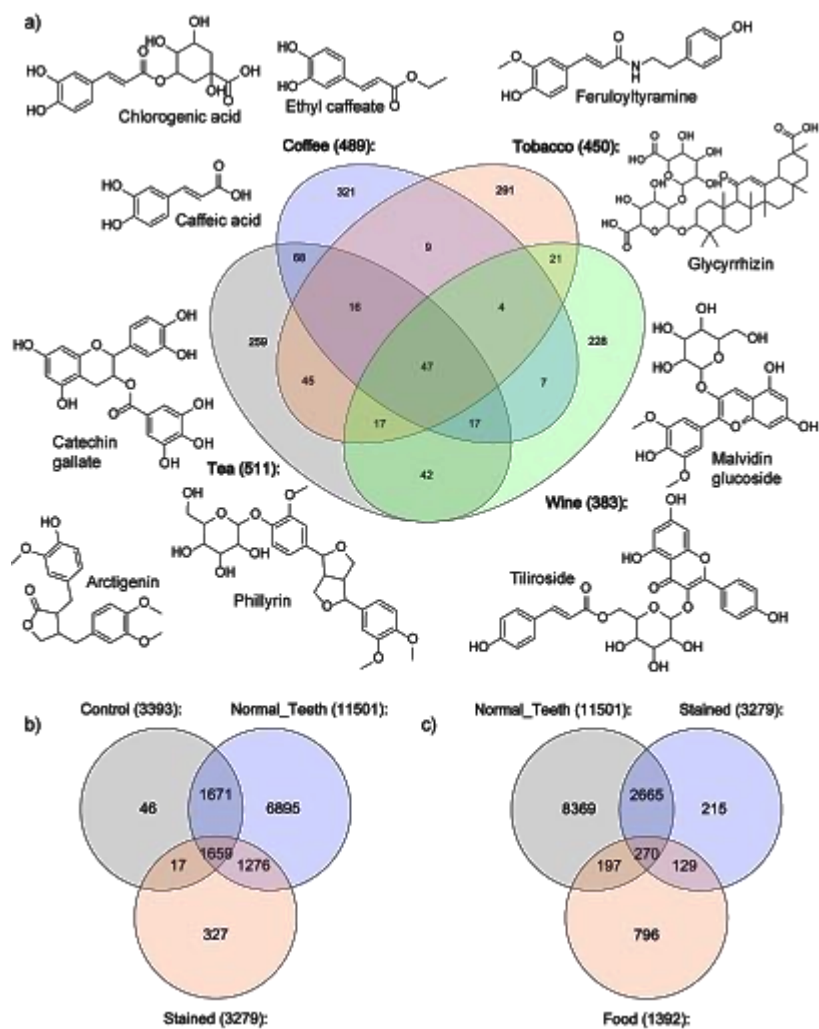 a)
Chlorogenic acid
Ethyl caffeate
Feruloyltyramine
Coffee (489):
Tobacco (450):
Caffeic acid
Glycyrrhizin
321
291
68
9
21
16
4
259
47
228
45
7
17
17
42
Catechin
gallate
Tea (511):
Malvidin
glucoside
Wine (383):
Arctigenin
Phillyrin
Tiliroside
b)
Control (3393):
Normal_Teeth (11501):
46
1671
6895
1659
17
1276
327
Stained (3279):
c)
Normal_Teeth (11501):
Stained (3279):
8369
2665
215
270
197
129
796
Food (1392):